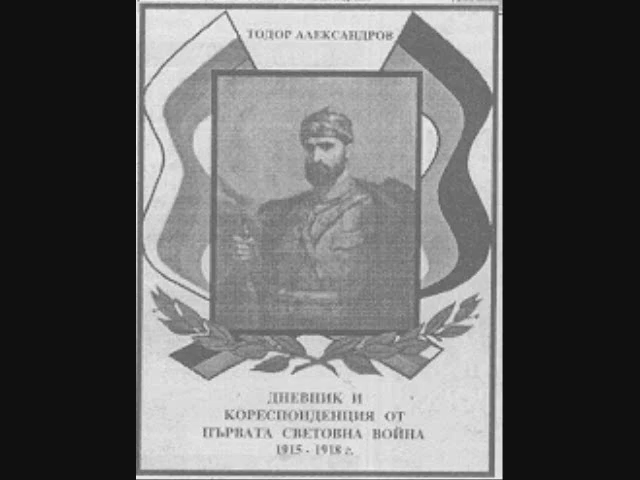 ТОДОР АЛЕКСАНДРОВ
ДНЕВНИК И
КОРЕСПОНДЕНЦИЯ ОТ
ПЪРВАТА СВЕТОВНА ВОЙНА
1915 - 1918 г.